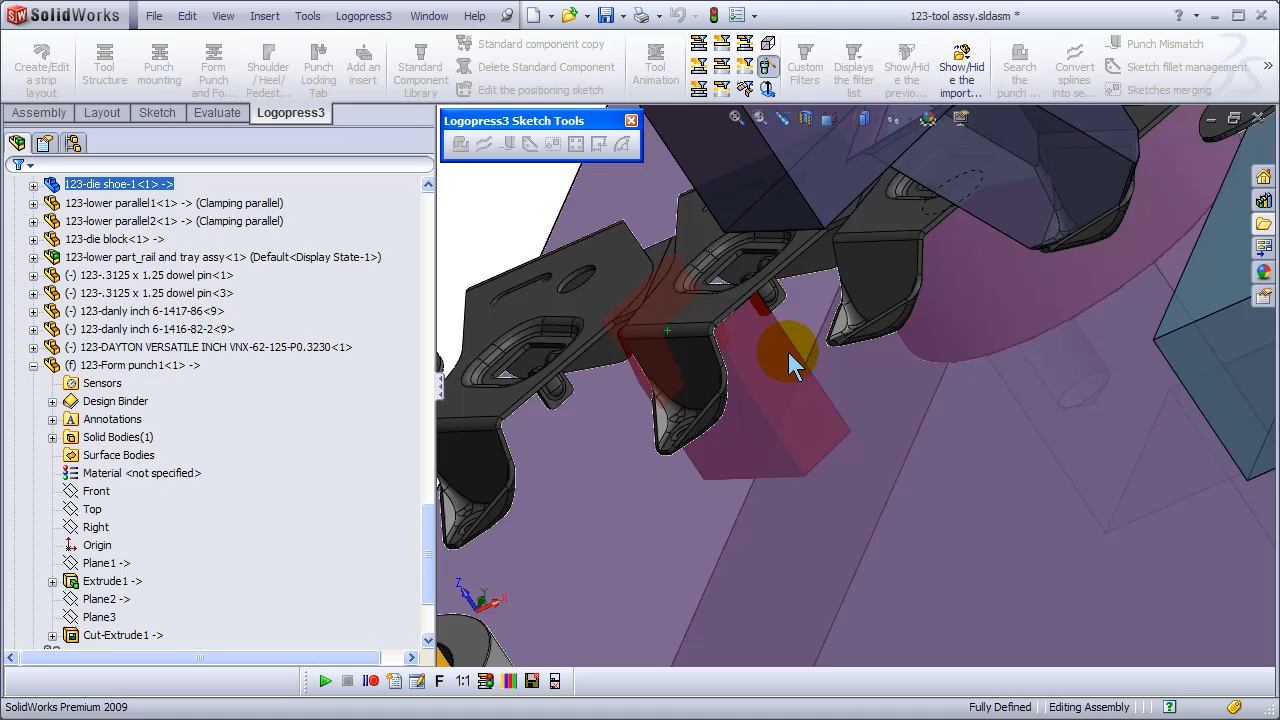 SolidWorks File Edit View Insert Logopress3 Window Help 123-tool assy.sldasm *
Create/Edit a strip layout
Tool Structure
Punch mounting
Form Punch
Shoulder/ Heel/ Pedest...
Punch Locking
Add an insert
Standard component copy
Delete Standard Component
Edit the positioning sketch
Standard Component Library
Tool Animation
Custom Filters
Displays the filter list
Show/Hide the previo...
Show/Hide the import...
Search the punch ...
Convert splines into se...
Punch Mismatch
Sketch fillet management
Sketches merging
Assembly Layout Sketch Evaluate Logopress3
Logopress3 Sketch Tools
123-die shoe-1<1> ->
123-lower parallel1<1> -> (Clamping parallel)
123-lower parallel2<1> -> (Clamping parallel)
123-die block<1> ->
123-lower part_rail and tray assy<1> (Default<Display State-1>)
(-) 123-.3125 x 1.25 dowel pin<1>
(-) 123-.3125 x 1.25 dowel pin<3>
(-) 123-danly inch 6-1417-86<9>
(-) 123-danly inch 6-1416-82-2<9>
(-) 123-DAYTON VERSATILE INCH VNX-62-125-P0.3230<1>
(f) 123-Form punch1<1> ->
Sensors
Design Binder
Annotations
Solid Bodies(1)
Surface Bodies
Material <not specified>
Front
Top
Right
Origin
Plane1 ->
Extrude1 ->
Plane2 ->
Plane3
Cut-Extrude1 ->
Z Y X
F 1:1
SolidWorks Premium 2009 Fully Defined Editing Assembly